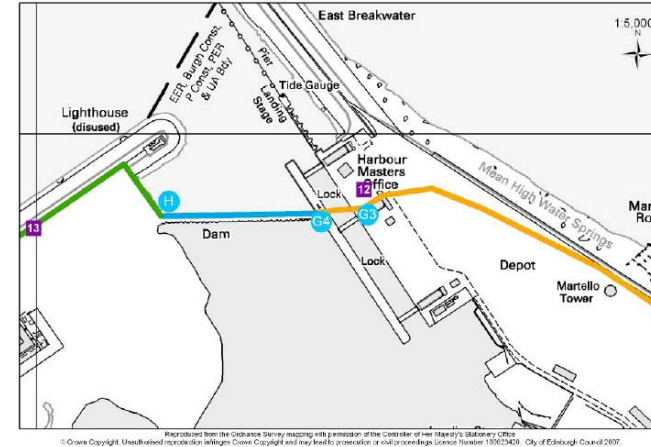 East Breakwater
1:5,000
N
EER, Burgh Const,
P Const, PER
& UA Bdy
Pier
Tide Gauge
Landing
Stage
Lighthouse
(disused)
Harbour
Masters
Office
Lock
12
Mean High Water Springs
H
G4
G3
13
Dam
Lock
Depot
Mar
Ro
Martello
Tower
Reproduced from the Ordnance Survey mapping with permission of the Controller of Her Majesty's Stationery Office
© Crown Copyright. Unauthorised reproduction infringes Crown Copyright and may lead to prosecution or civil proceedings Licence Number 100023420. City of Edinburgh Council 2007.